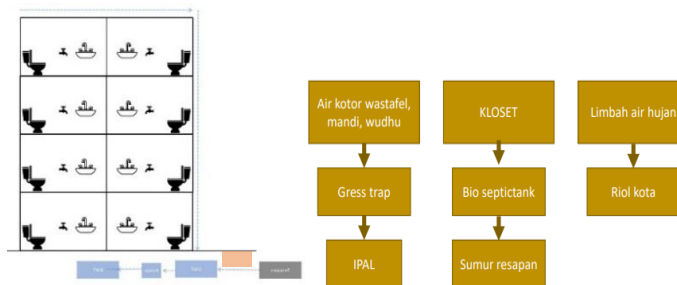 Air kotor wastafel,
mandi, wudhu
KLOSET
Limbah air hujan
Gress trap
Bio septictank
Riol kota
IPAL
Sumur resapan